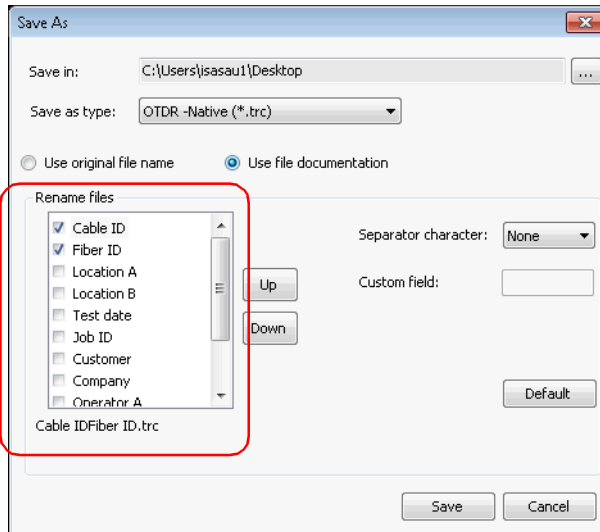 Save As
Save in: C:\Users\isasau1\Desktop ...
Save as type: OTDR -Native (*.trc)
Use original file name Use file documentation
Rename files
Cable ID
Fiber ID
Location A
Location B
Test date
Job ID
Customer
Company
Operator A
Up
Down
Separator character: None
Custom field:
Default
Cable IDFiber ID.trc
Save Cancel